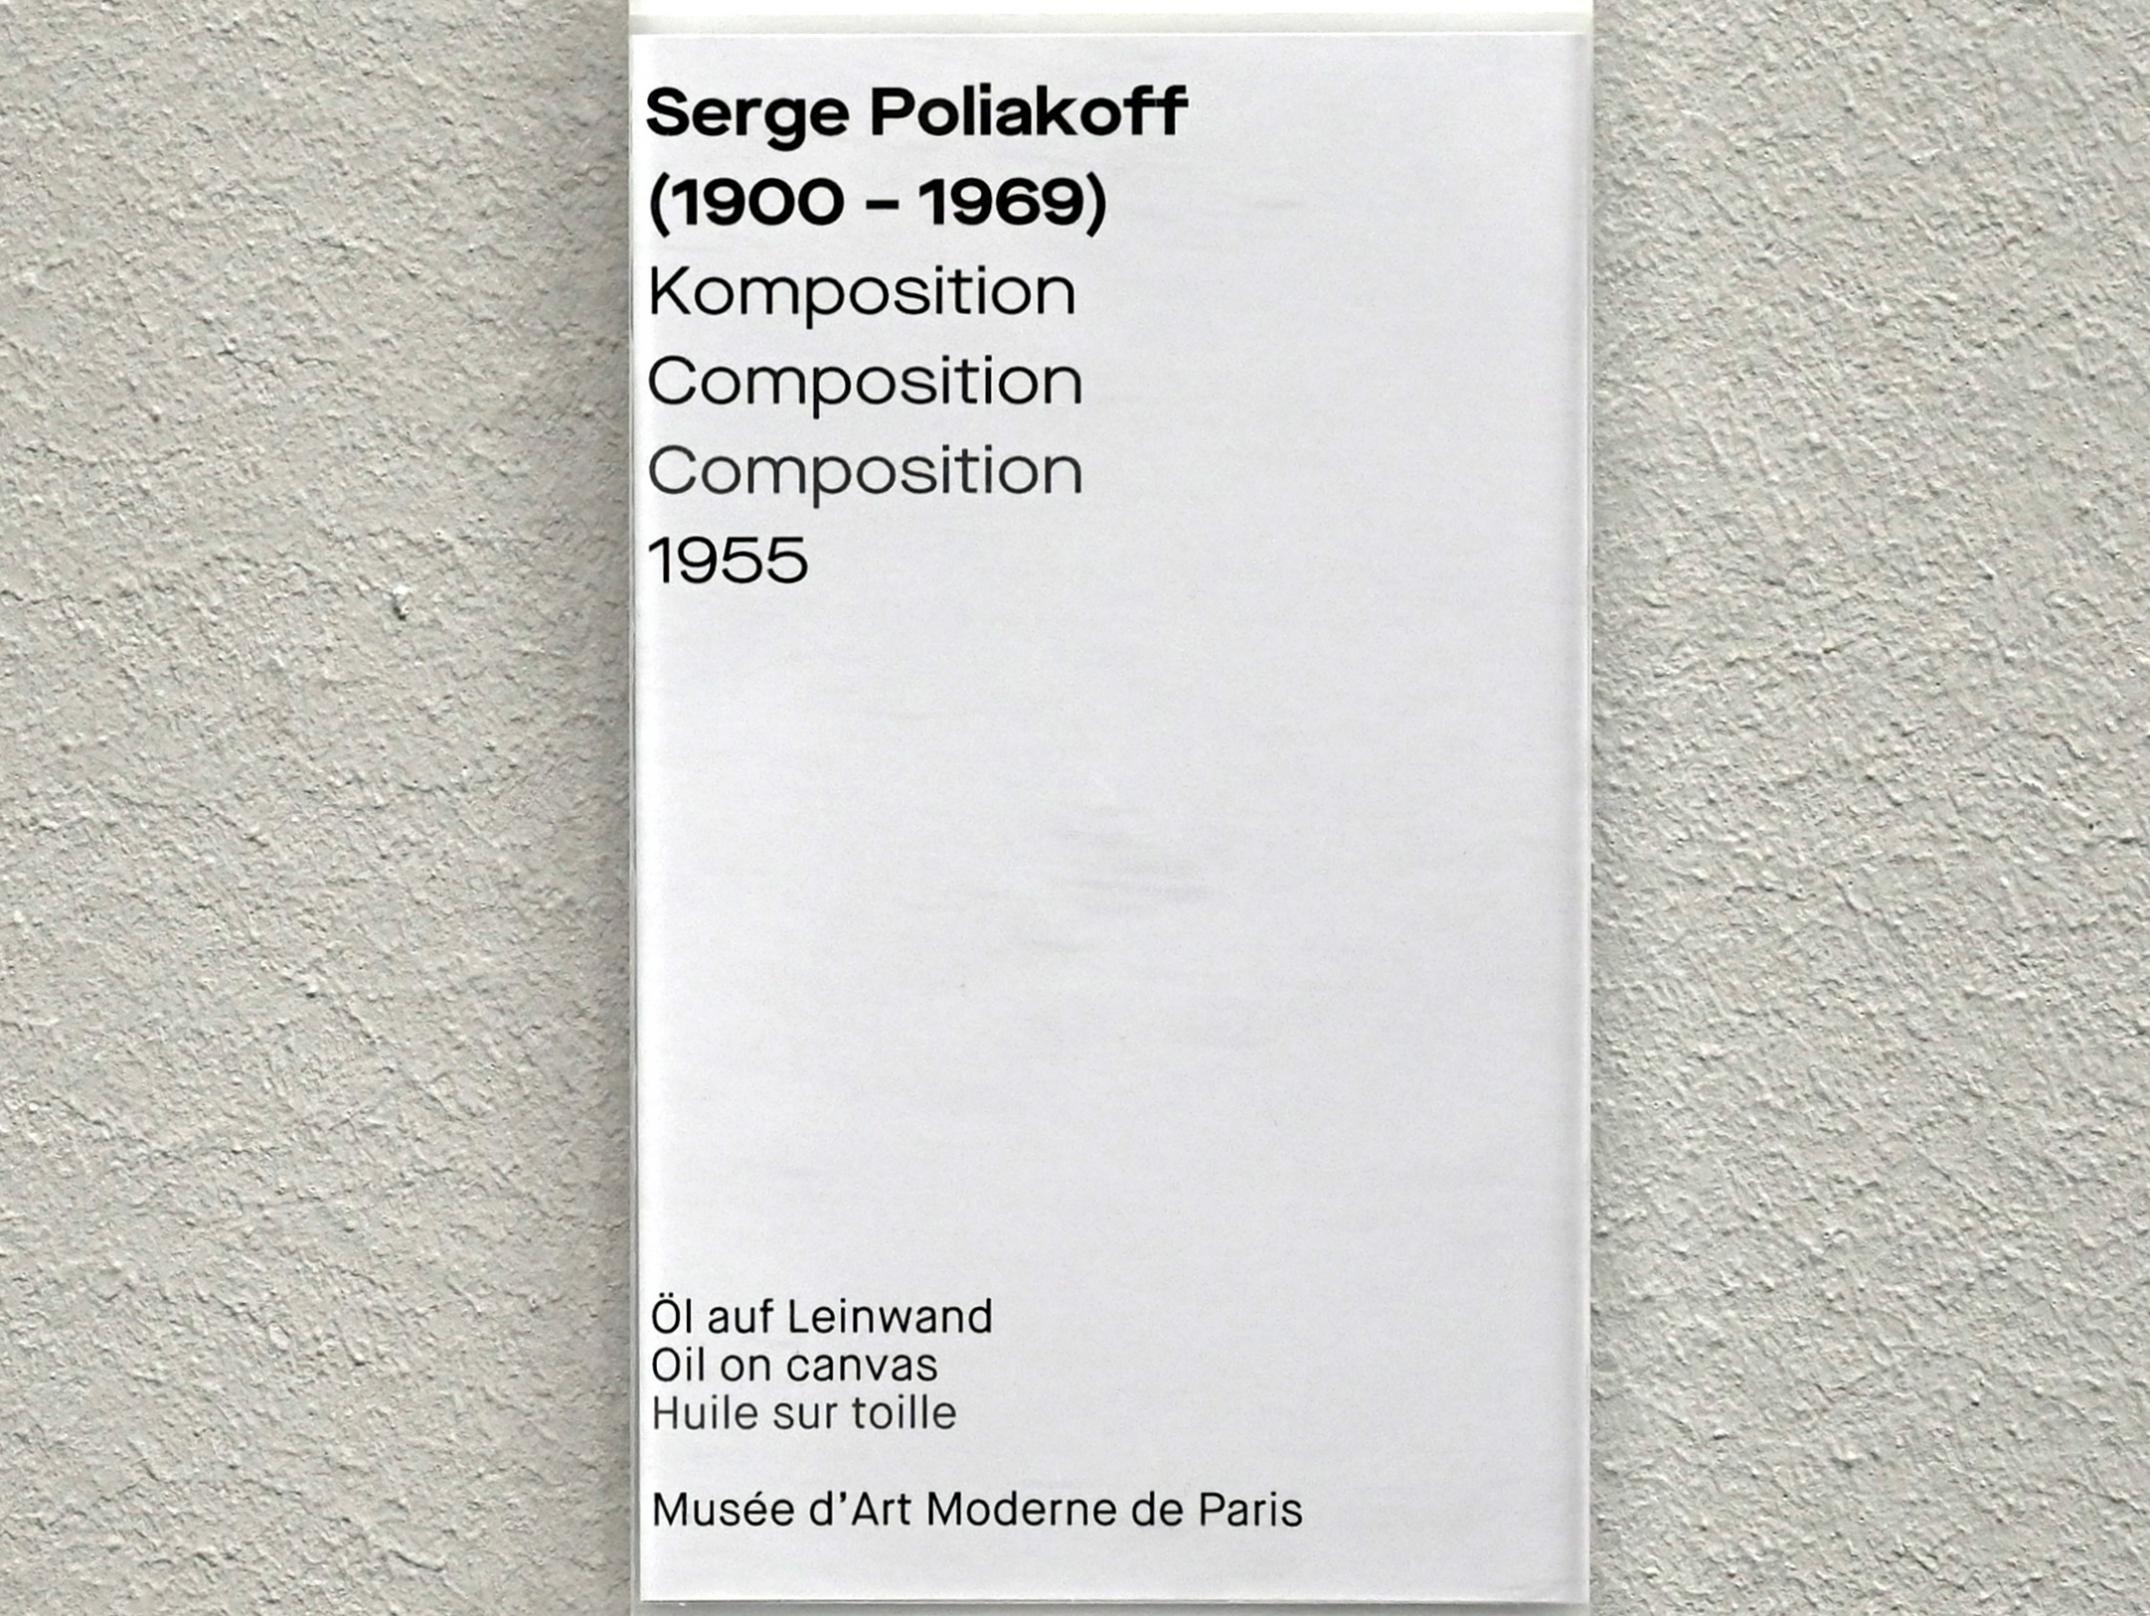 Serge Poliakoff
(1900 – 1969)
Komposition
Composition
Composition
1955
Öl auf Leinwand
Oil on canvas
Huile sur toille
Musée d’Art Moderne de Paris